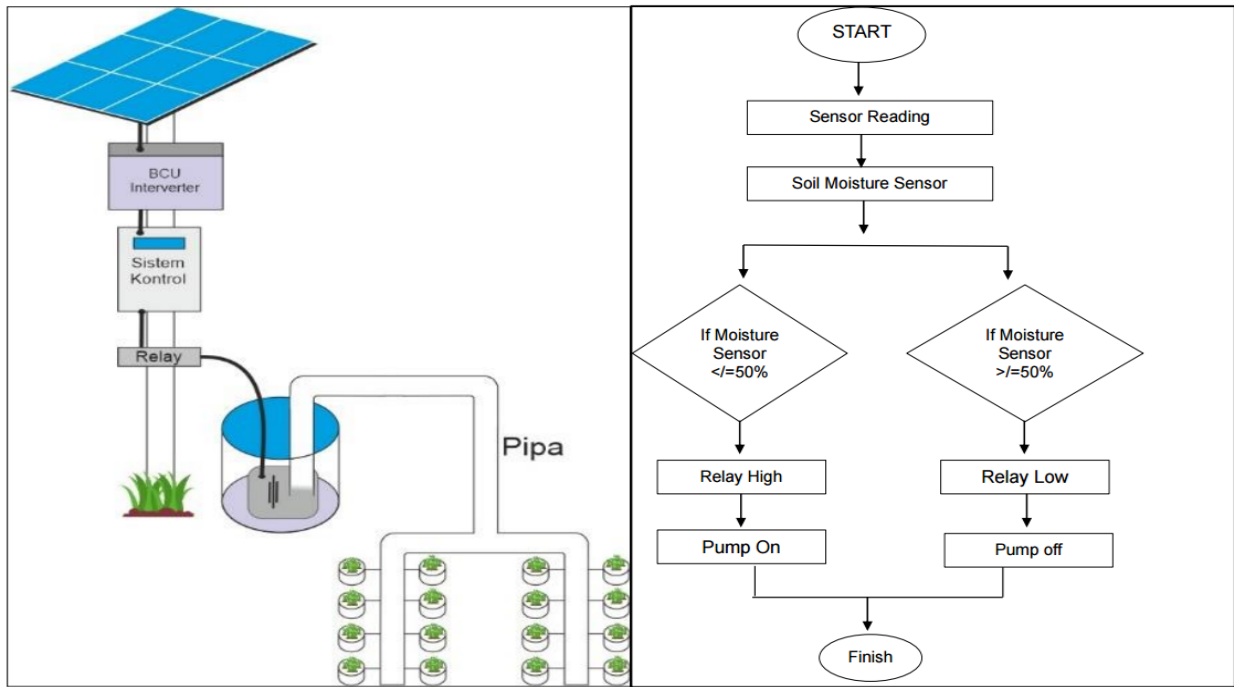 BCU
Interverter
Sistem
Kontrol
Relay
Pipa
START
Sensor Reading
Soil Moisture Sensor
If Moisture
Sensor
</=50%
If Moisture
Sensor
>/=50%
Relay High
Relay Low
Pump On
Pump off
Finish